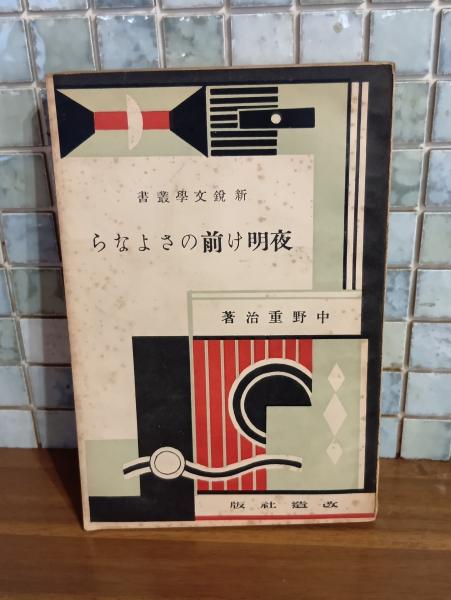 新鋭文學叢書
夜明け前のさよなら
中野重治著
改造社版